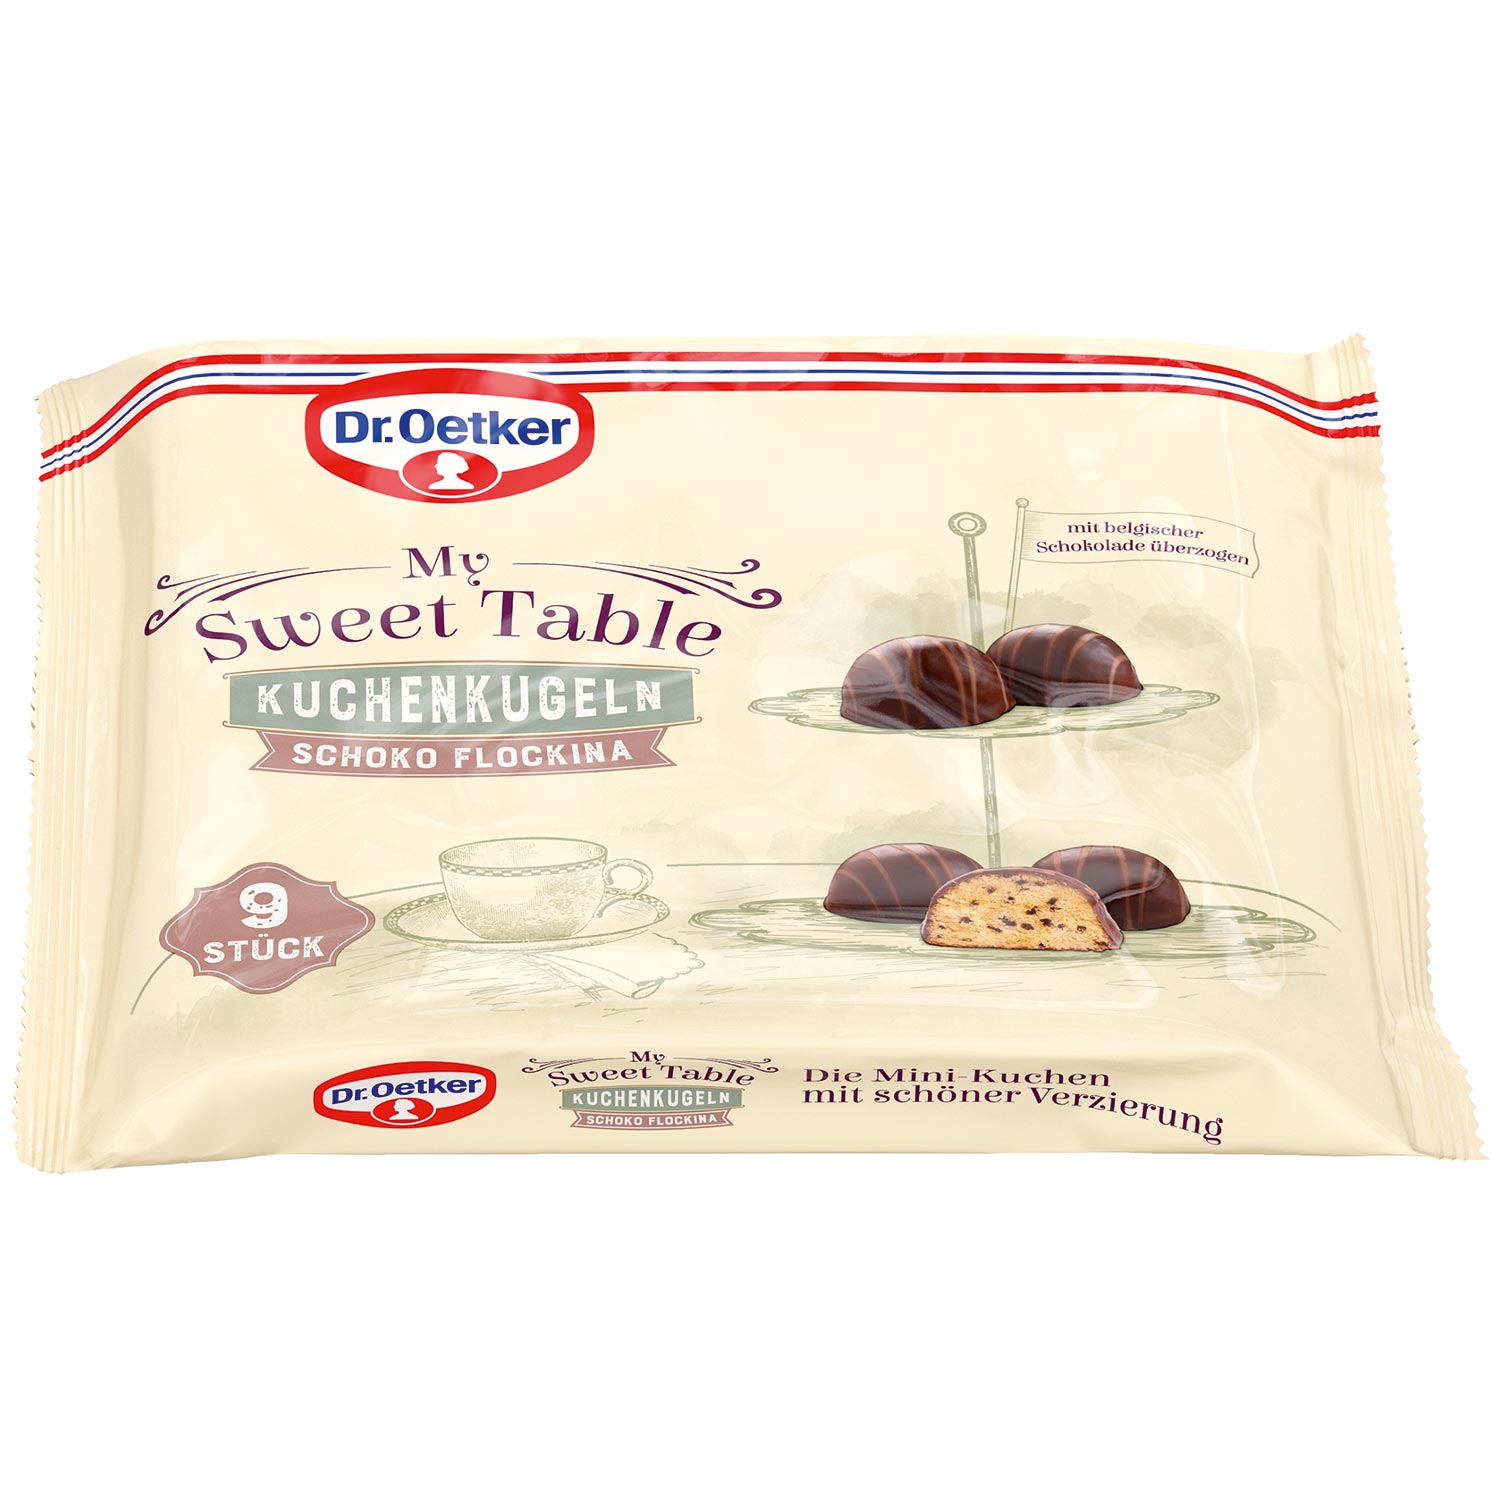 Dr.Oetker
My
Sweet Table
KUCHENKUGELN
SCHOKO FLOCKINA
mit belgischer
Schokolade überzogen
9
STÜCK
Dr.Oetker
My
Sweet Table
KUCHENKUGELN
SCHOKO FLOCKINA
Die Mini-Kuchen
mit schöner Verzierung